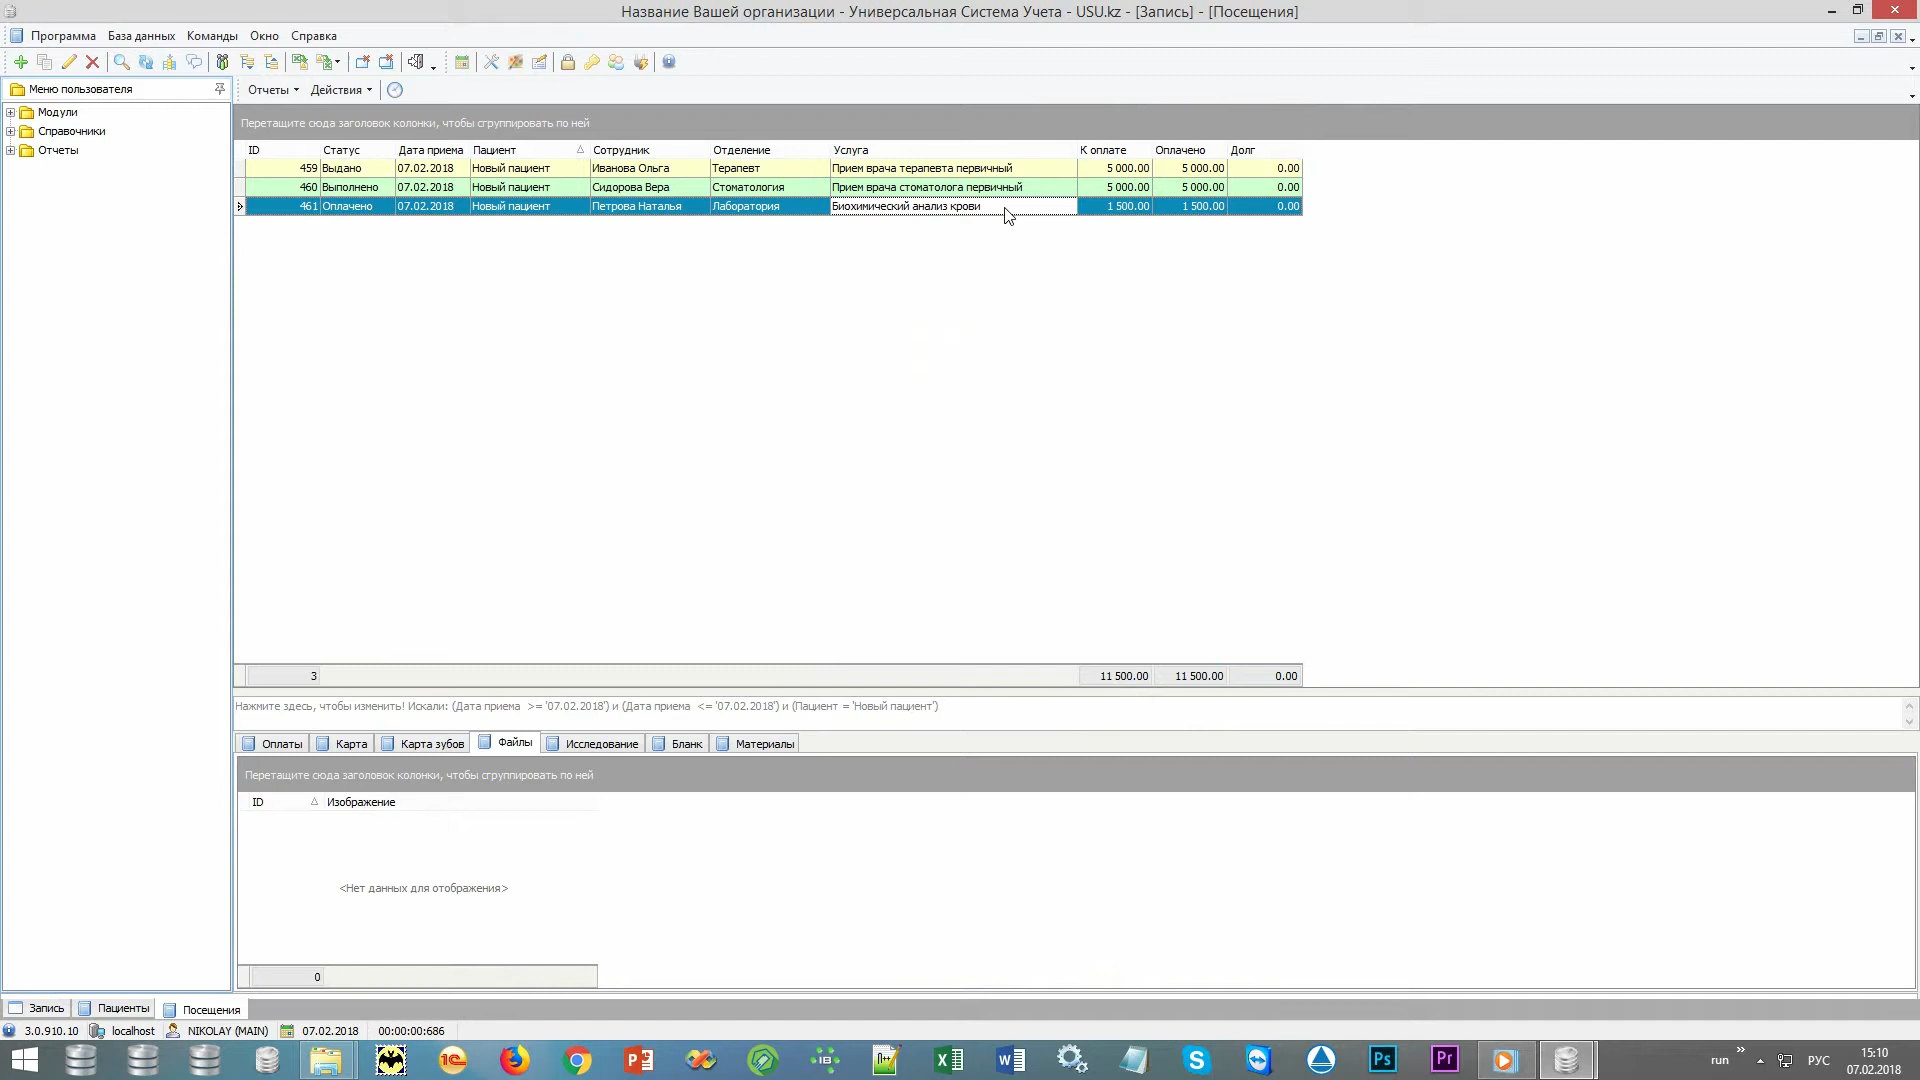 Название Вашей организации - Универсальная Система Учета - USU.kz - [Запись] - [Посещения]
Программа База данных Команды Окно Справка
Меню пользователя
Отчеты Действия
Модули
Справочники
Отчеты
Перетащите сюда заголовок колонки, чтобы сгруппировать по ней
ID Статус Дата приема Пациент Сотрудник Отделение Услуга К оплате Оплачено Долг
459 Выдано 07.02.2018 Новый пациент Иванова Ольга Терапевт Прием врача терапевта первичный 5 000.00 5 000.00 0.00
460 Выполнено 07.02.2018 Новый пациент Сидорова Вера Стоматология Прием врача стоматолога первичный 5 000.00 5 000.00 0.00
461 Оплачено 07.02.2018 Новый пациент Петрова Наталья Лаборатория Биохимический анализ крови 1 500.00 1 500.00 0.00
3 11 500.00 11 500.00 0.00
Нажмите здесь, чтобы изменить! Искали: (Дата приема >= '07.02.2018') и (Дата приема <= '07.02.2018') и (Пациент = 'Новый пациент')
Оплаты Карта Карта зубов Файлы Исследование Бланк Материалы
Перетащите сюда заголовок колонки, чтобы сгруппировать по ней
ID Изображение
<Нет данных для отображения>
0
Запись Пациенты Посещения
3.0.910.10 localhost NIKOLAY (MAIN) 07.02.2018 00:00:00:686
1С iB n++ Ps Pr
run РУС 15:10
07.02.2018